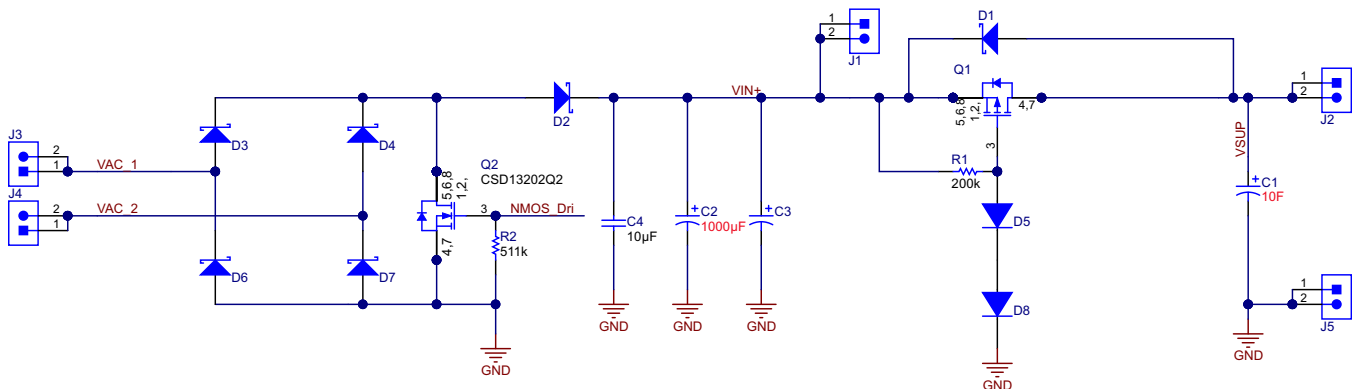 J3
2
1
VAC_1
J4
2
1
VAC_2
D3
D4
D6
D7
Q2
CSD13202Q2
5,6,8
1,2,
3
4,7
NMOS_Dri
R2
511k
GND
D2
C4
10µF
GND
C2
1000µF
GND
VIN+
C3
GND
1
2
J1
D1
Q1
5,6,8
1,2,
4,7
3
R1
200k
D5
D8
GND
VSUP
C1
10F
GND
1
2
J2
1
2
J5